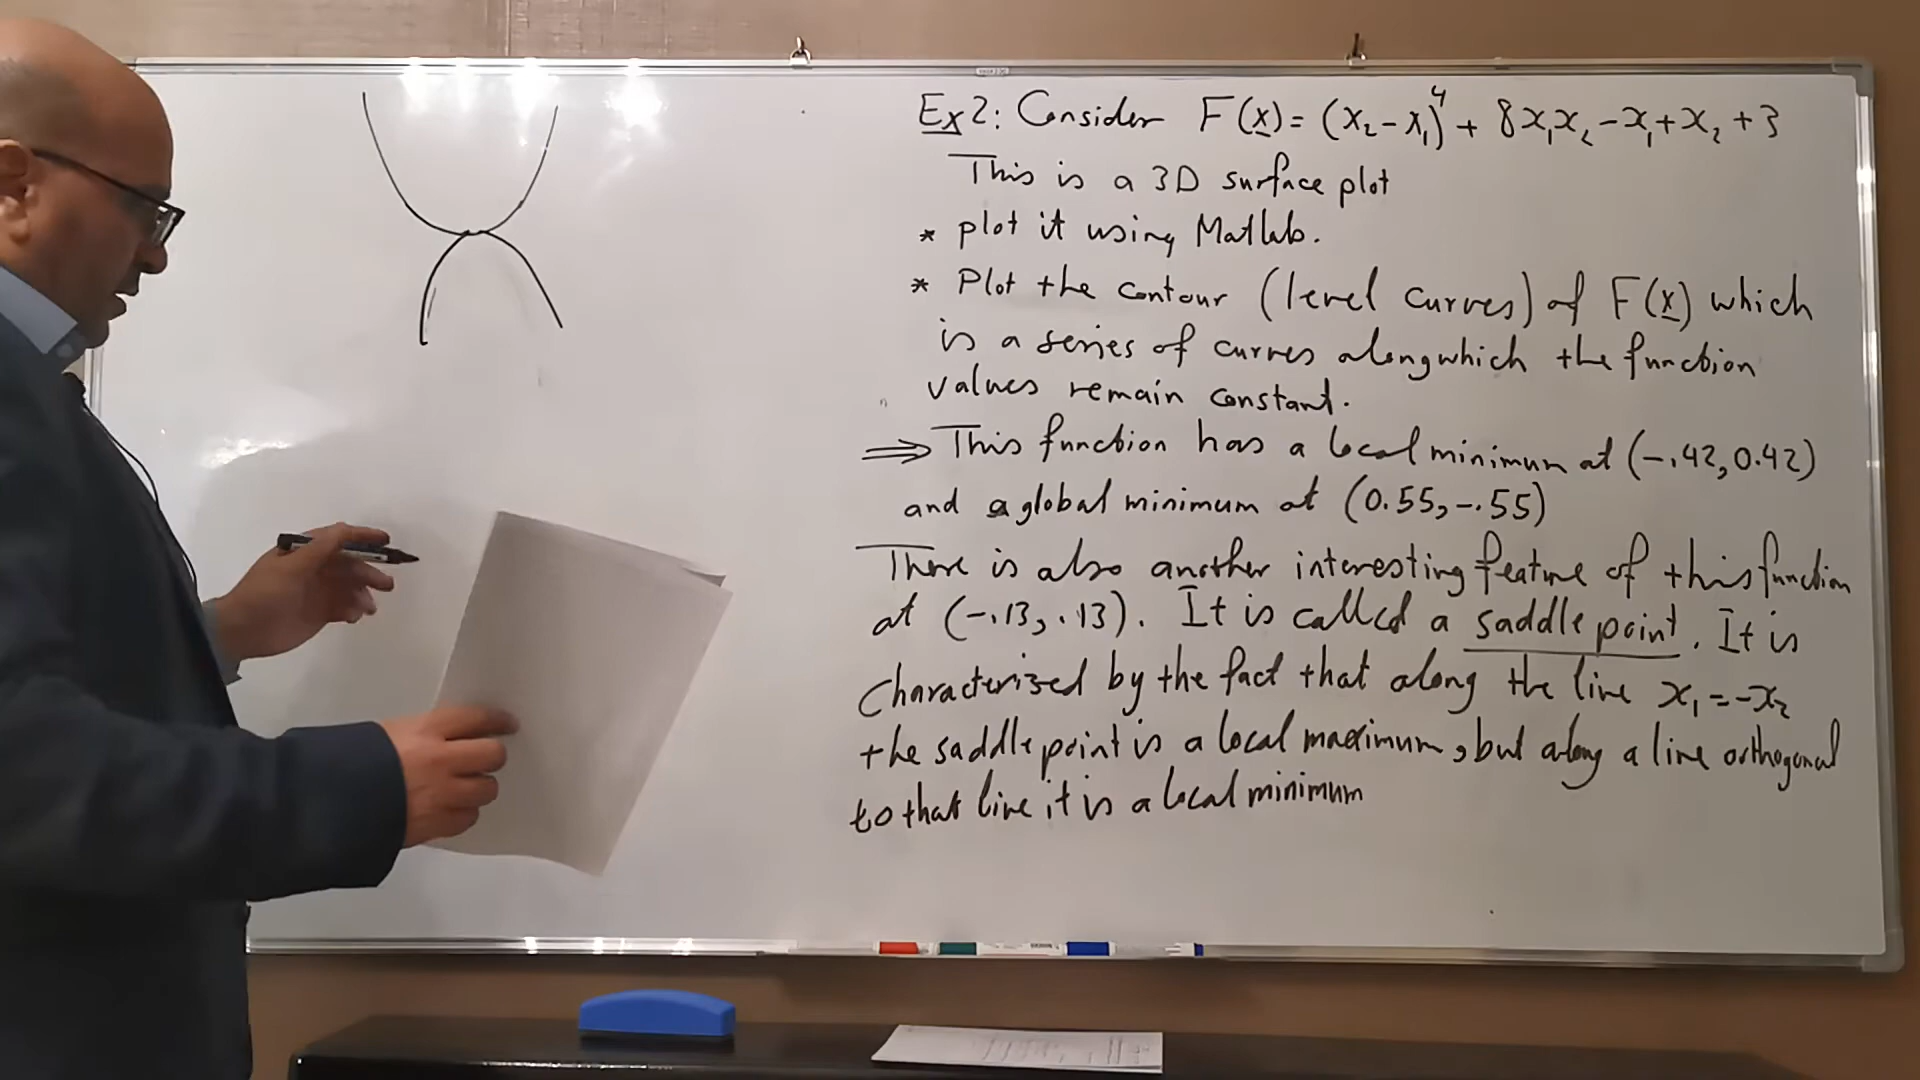 Ex2: Consider F(x) = (x₂ - x₁)⁴ + 8x₁x₂ - x₁ + x₂ + 3
This is a 3D surface plot
* plot it using Matlab.
* Plot the contour (level curves) of F(x) which
is a series of curves along which the function
values remain constant.
⇒ This function has a local minimum at (-.42, 0.42)
and a global minimum at (0.55, -.55)
There is also another interesting feature of this function
at (-.13, .13). It is called a saddle point. It is
Characterized by the fact that along the line x₁ = -x₂
the saddle point is a local maximum, but along a line orthogonal
to that line it is a local minimum